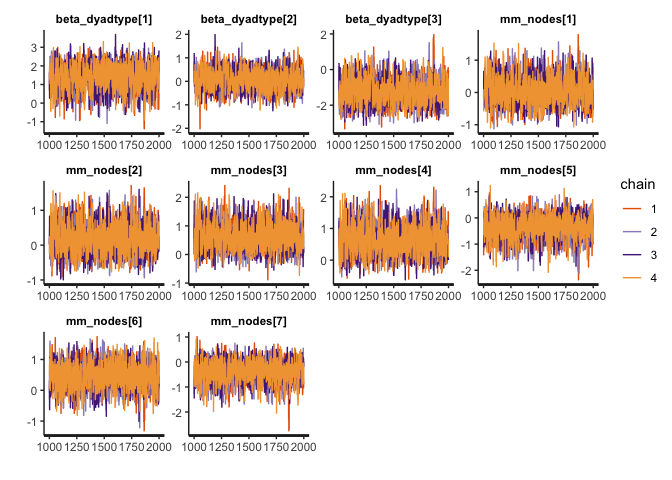 beta_dyadtype[1] beta_dyadtype[2] beta_dyadtype[3] mm_nodes[1]
3 2 1 0 -1
2 1 0 -1 -2
2 0 -2
1 0 -1
1000 1250 1500 1750 2000 1000 1250 1500 1750 2000 1000 1250 1500 1750 2000 1000 1250 1500 1750 2000
mm_nodes[2] mm_nodes[3] mm_nodes[4] mm_nodes[5]
1 0 -1
2 1 0 -1
2 1 0
1 0 -1 -2
1000 1250 1500 1750 2000 1000 1250 1500 1750 2000 1000 1250 1500 1750 2000 1000 1250 1500 1750 2000
mm_nodes[6] mm_nodes[7]
1 0 -1
1 0 -1 -2
1000 1250 1500 1750 2000 1000 1250 1500 1750 2000
chain
1
2
3
4